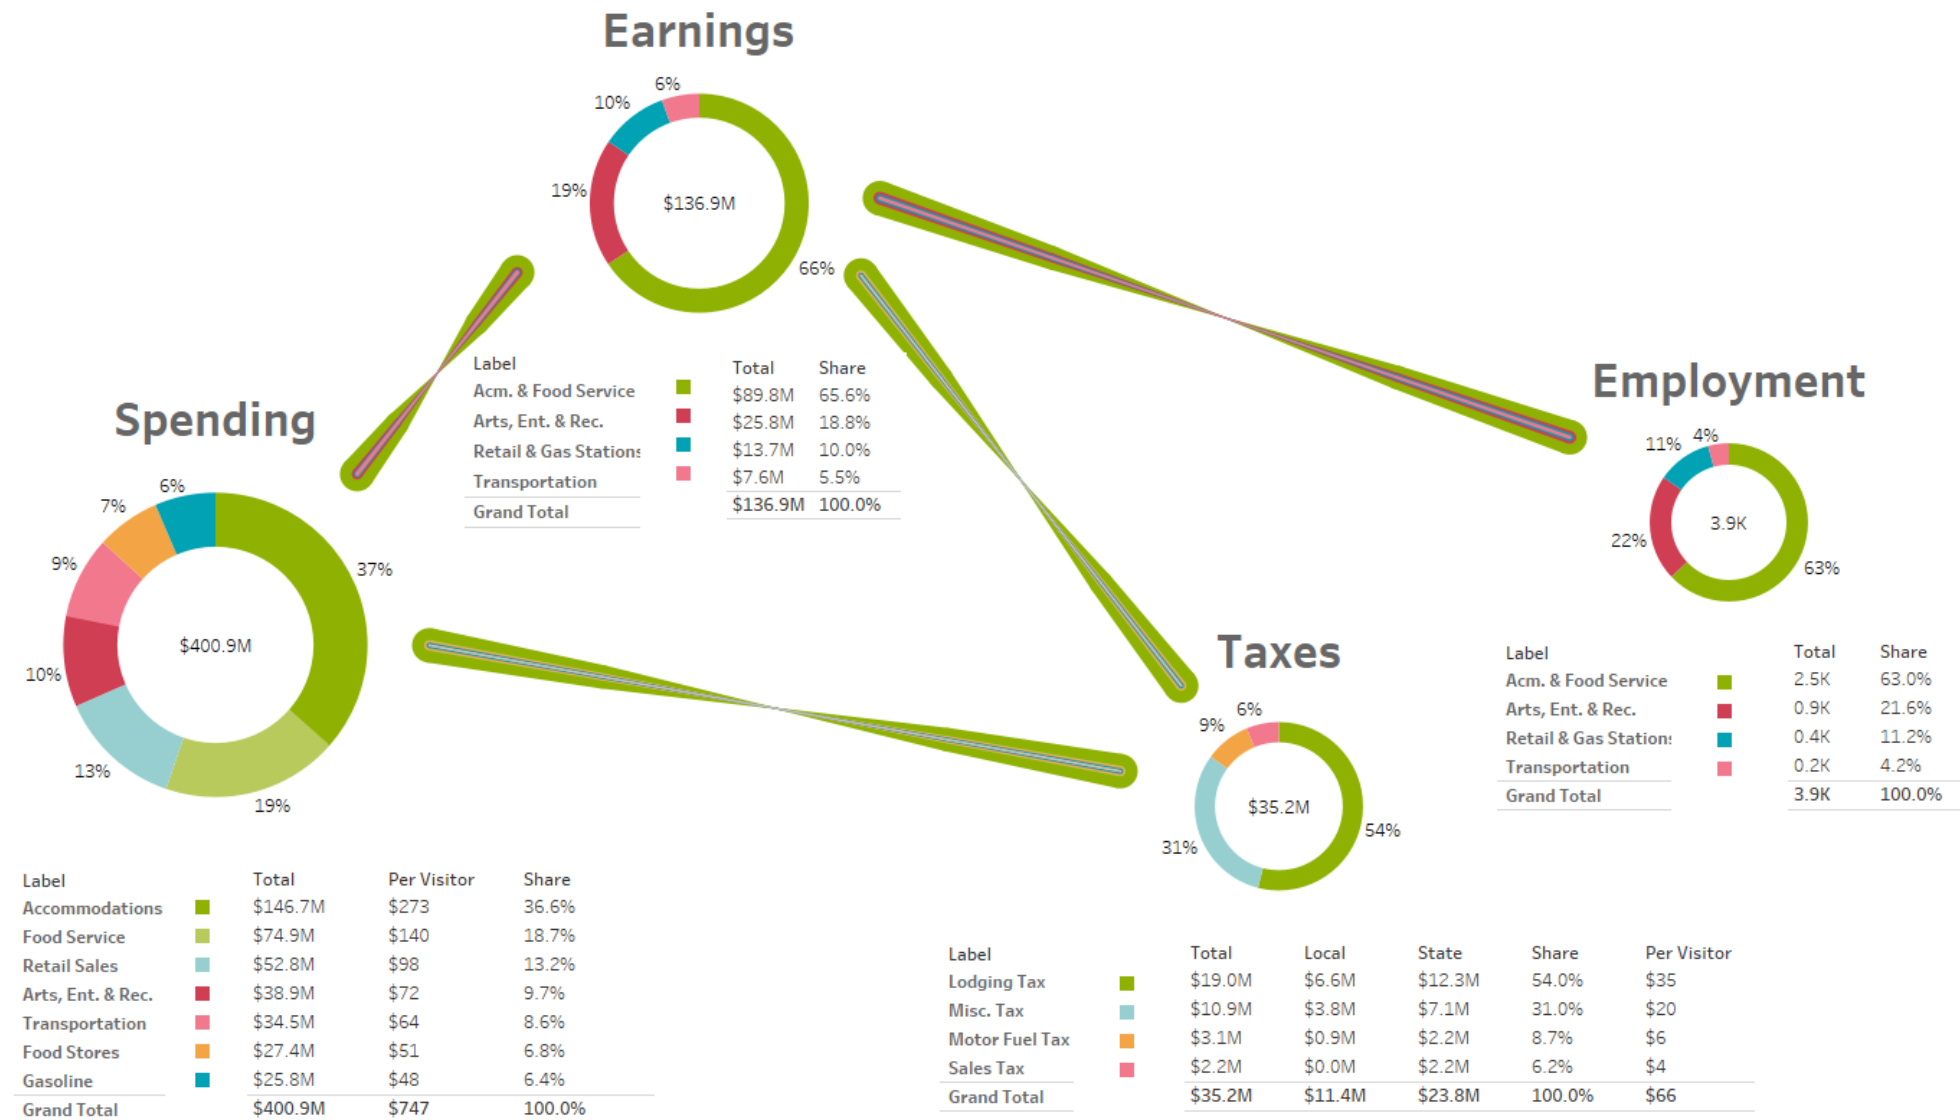 Earnings
6%
10%
19%
$136.9M
66%
Label Total Share
Acm. & Food Service $89.8M 65.6%
Arts, Ent. & Rec. $25.8M 18.8%
Retail & Gas Stations $13.7M 10.0%
Transportation $7.6M 5.5%
Grand Total $136.9M 100.0%
Spending
6%
7%
9%
37%
$400.9M
10%
13%
19%
Label Total Per Visitor Share
Accommodations $146.7M $273 36.6%
Food Service $74.9M $140 18.7%
Retail Sales $52.8M $98 13.2%
Arts, Ent. & Rec. $38.9M $72 9.7%
Transportation $34.5M $64 8.6%
Food Stores $27.4M $51 6.8%
Gasoline $25.8M $48 6.4%
Grand Total $400.9M $747 100.0%
Employment
11% 4%
3.9K
22%
63%
Label Total Share
Acm. & Food Service 2.5K 63.0%
Arts, Ent. & Rec. 0.9K 21.6%
Retail & Gas Stations 0.4K 11.2%
Transportation 0.2K 4.2%
Grand Total 3.9K 100.0%
Taxes
6%
9%
$35.2M
54%
31%
Label Total Local State Share Per Visitor
Lodging Tax $19.0M $6.6M $12.3M 54.0% $35
Misc. Tax $10.9M $3.8M $7.1M 31.0% $20
Motor Fuel Tax $3.1M $0.9M $2.2M 8.7% $6
Sales Tax $2.2M $0.0M $2.2M 6.2% $4
Grand Total $35.2M $11.4M $23.8M 100.0% $66